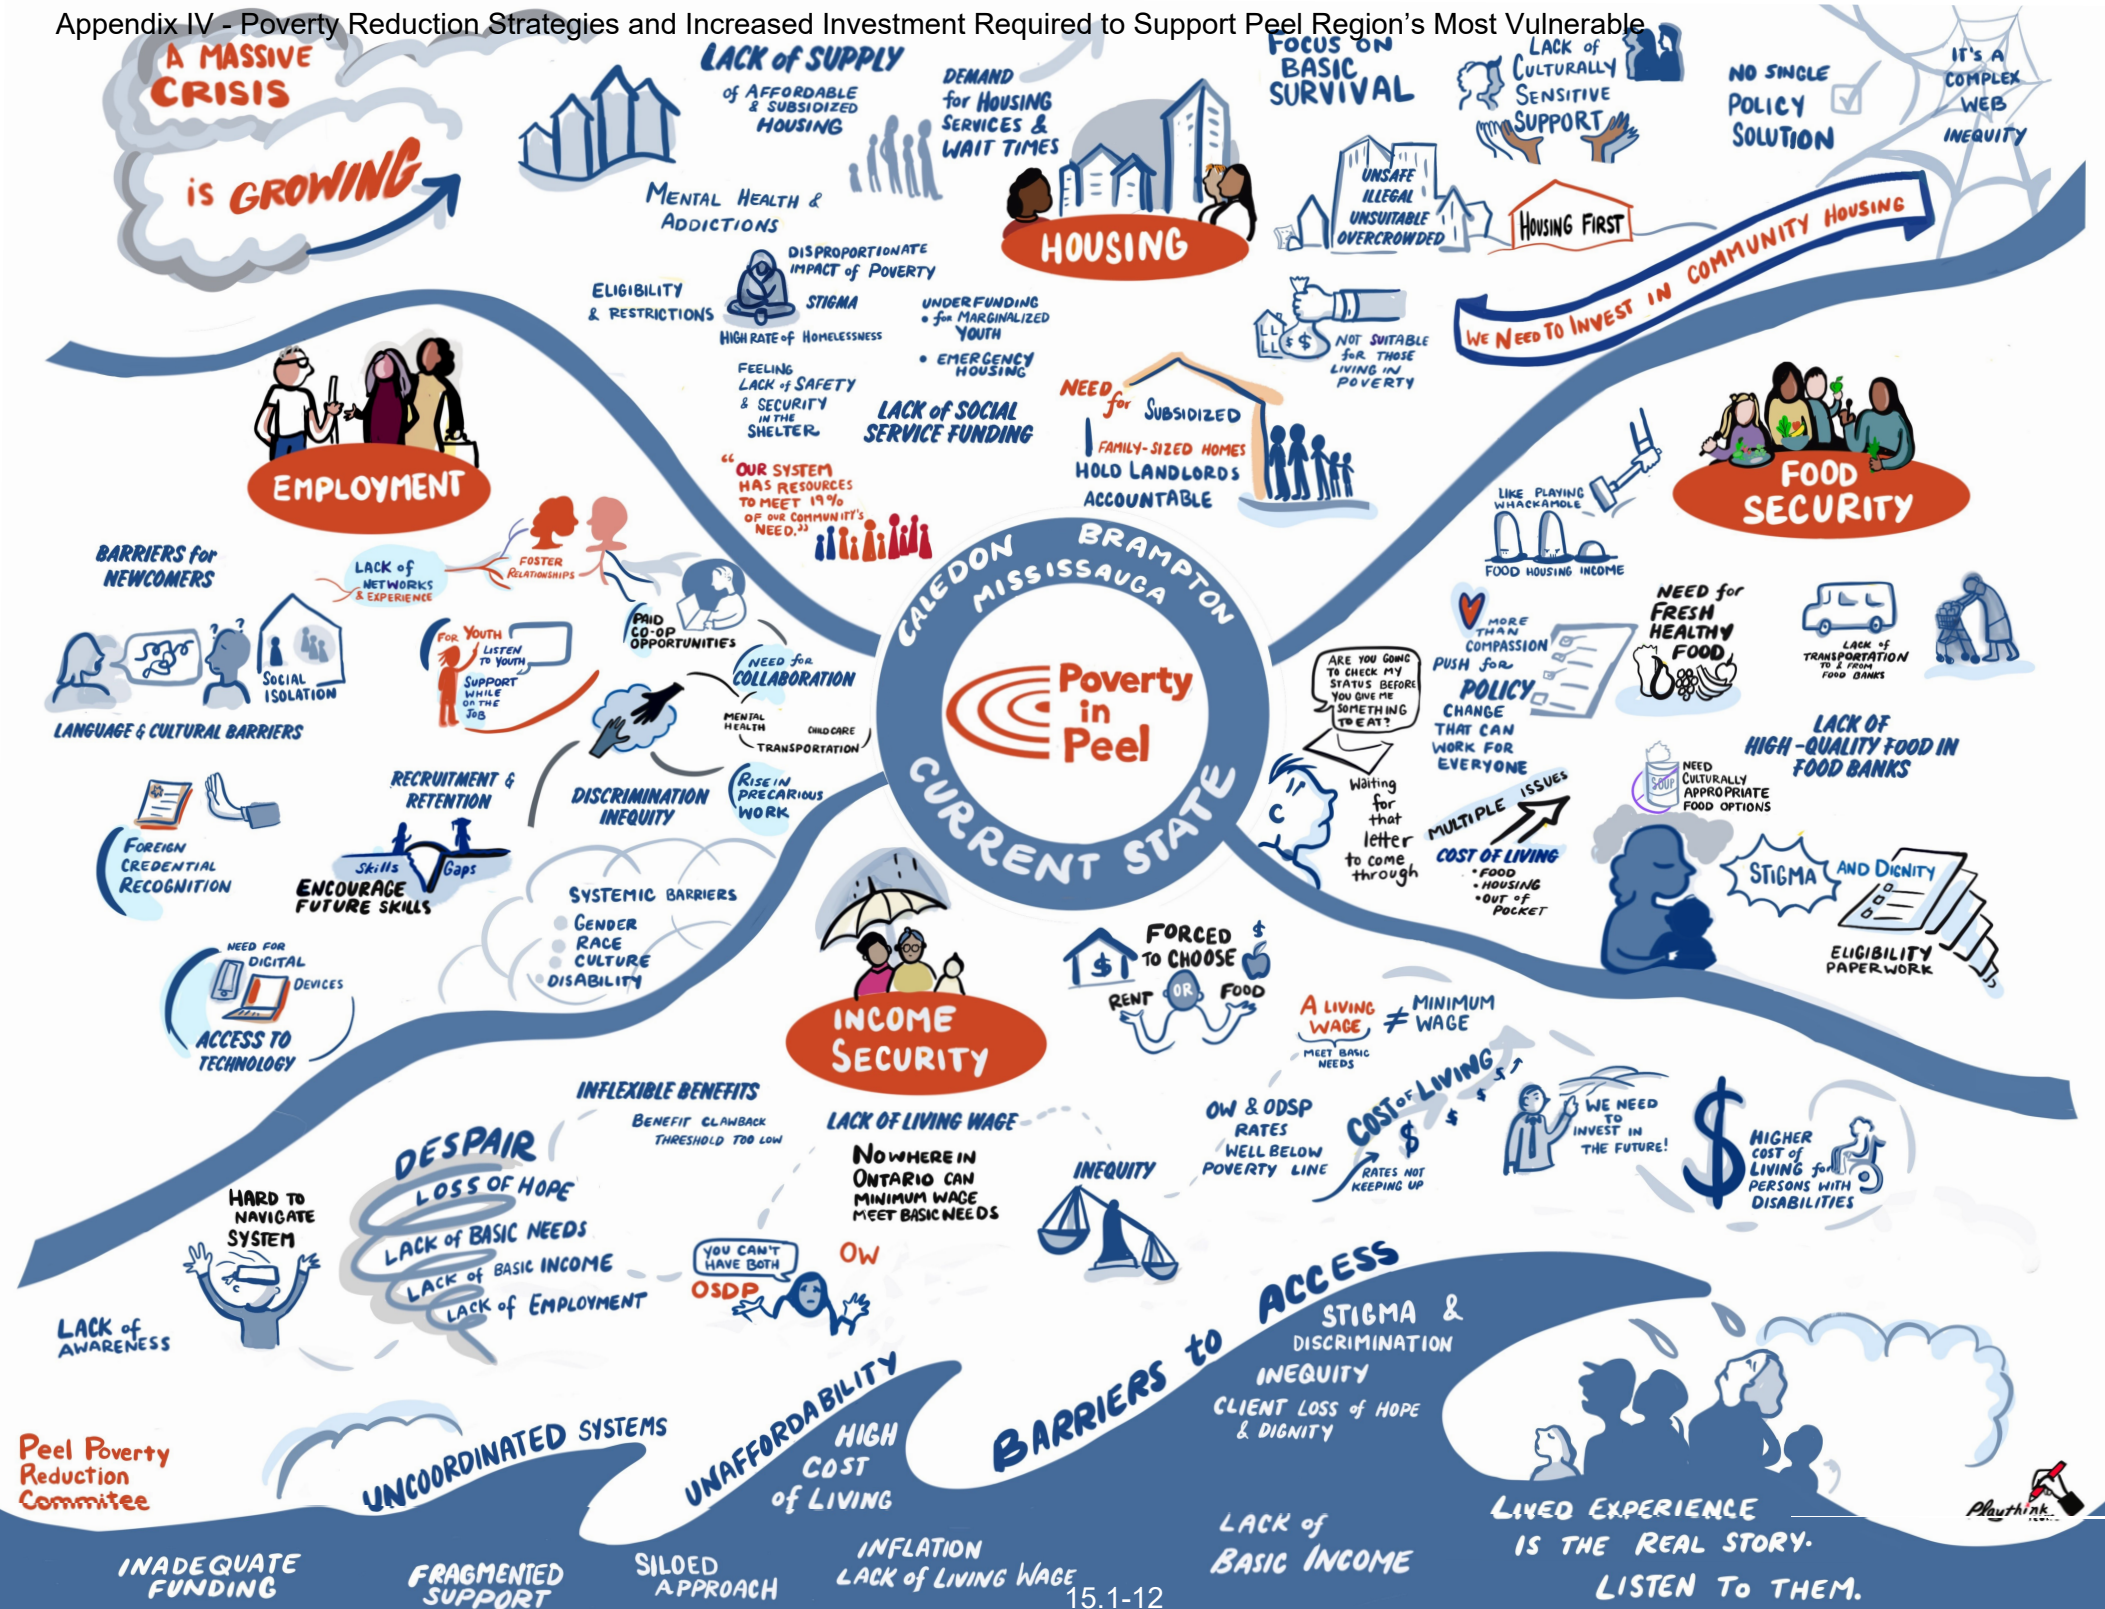 Appendix IV - Poverty Reduction Strategies and Increased Investment Required to Support Peel Region's Most Vulnerable
A MASSIVE
CRISIS
is GROWING
LACK of SUPPLY
of AFFORDABLE
& SUBSIDIZED
HOUSING
DEMAND
for HOUSING
SERVICES &
WAIT TIMES
MENTAL HEALTH &
ADDICTIONS
DISPROPORTIONATE
IMPACT of POVERTY
STIGMA
ELIGIBILITY
& RESTRICTIONS
HIGH RATE of HOMELESSNESS
UNDERFUNDING
• for MARGINALIZED
YOUTH
• EMERGENCY
HOUSING
FEELING
LACK of SAFETY
& SECURITY
IN THE
SHELTER
LACK of SOCIAL
SERVICE FUNDING
"OUR SYSTEM
HAS RESOURCES
TO MEET 19%
OF OUR COMMUNITY'S
NEED."
HOUSING
FOCUS ON
BASIC
SURVIVAL
LACK of
CULTURALLY
SENSITIVE
SUPPORT
NO SINGLE
POLICY
SOLUTION
IT'S A
COMPLEX
WEB
INEQUITY
UNSAFE
ILLEGAL
UNSUITABLE
OVERCROWDED
HOUSING FIRST
WE NEED TO INVEST IN COMMUNITY HOUSING
$ $
NOT SUITABLE
for THOSE
LIVING IN
POVERTY
NEED
for SUBSIDIZED
FAMILY-SIZED HOMES
HOLD LANDLORDS
ACCOUNTABLE
EMPLOYMENT
BARRIERS for
NEWCOMERS
LACK of
NETWORKS
& EXPERIENCE
FOSTER
RELATIONSHIPS
SOCIAL
ISOLATION
LANGUAGE & CULTURAL BARRIERS
FOR YOUTH
LISTEN
TO YOUTH
SUPPORT
WHILE
ON THE
JOB
PAID
CO-OP
OPPORTUNITIES
NEED for
COLLABORATION
MENTAL
HEALTH
CHILDCARE
TRANSPORTATION
RISE IN
PRECARIOUS
WORK
DISCRIMINATION
INEQUITY
RECRUITMENT &
RETENTION
Skills
Gaps
ENCOURAGE
FUTURE SKILLS
FOREIGN
CREDENTIAL
RECOGNITION
SYSTEMIC BARRIERS
GENDER
RACE
CULTURE
DISABILITY
NEED FOR
DIGITAL
DEVICES
ACCESS TO
TECHNOLOGY
CALEDON
BRAMPTON
MISSISSAUGA
Poverty
in
Peel
CURRENT STATE
FOOD
SECURITY
LIKE PLAYING
WHACKAMOLE
FOOD HOUSING INCOME
MORE
THAN
COMPASSION
PUSH for
POLICY
CHANGE
THAT CAN
WORK FOR
EVERYONE
NEED for
FRESH
HEALTHY
FOOD
LACK of
TRANSPORTATION
TO & FROM
FOOD BANKS
LACK OF
HIGH-QUALITY FOOD IN
FOOD BANKS
ARE YOU GOING
TO CHECK MY
STATUS BEFORE
YOU GIVE ME
SOMETHING
TO EAT?
Waiting
for
that
letter
to come
through
MULTIPLE ISSUES
COST OF LIVING
• FOOD
• HOUSING
• OUT OF
POCKET
SOUP
NEED
CULTURALLY
APPROPRIATE
FOOD OPTIONS
STIGMA
AND DIGNITY
ELIGIBILITY
PAPERWORK
INCOME
SECURITY
$
FORCED
TO CHOOSE
$
RENT
OR
FOOD
A LIVING
WAGE
≠
MINIMUM
WAGE
MEET BASIC
NEEDS
INFLEXIBLE BENEFITS
BENEFIT CLAWBACK
THRESHOLD TOO LOW
LACK OF LIVING WAGE
NOWHERE IN
ONTARIO CAN
MINIMUM WAGE
MEET BASIC NEEDS
INEQUITY
OW & ODSP
RATES
WELL BELOW
POVERTY LINE
COST OF LIVING
$ $ $ $
RATES NOT
KEEPING UP
WE NEED
TO
INVEST IN
THE FUTURE!
$
HIGHER
COST of
LIVING for
PERSONS WITH
DISABILITIES
DESPAIR
LOSS OF HOPE
LACK of BASIC NEEDS
LACK of BASIC INCOME
LACK of EMPLOYMENT
HARD TO
NAVIGATE
SYSTEM
LACK of
AWARENESS
YOU CAN'T
HAVE BOTH
OSDP
OW
Peel Poverty
Reduction
Commitee
UNCOORDINATED SYSTEMS
INADEQUATE
FUNDING
FRAGMENTED
SUPPORT
SILOED
APPROACH
UNAFFORDABILITY
HIGH
COST
of LIVING
INFLATION
LACK of LIVING WAGE
BARRIERS to ACCESS
STIGMA &
DISCRIMINATION
INEQUITY
CLIENT LOSS of HOPE
& DIGNITY
LACK of
BASIC INCOME
LIVED EXPERIENCE
IS THE REAL STORY.
LISTEN TO THEM.
Playthink
15.1-12